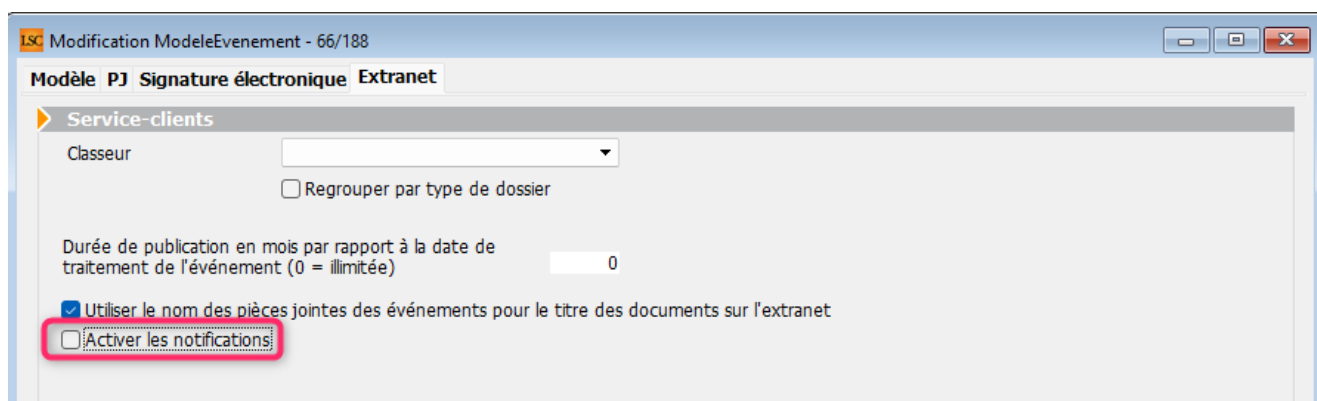 LSC Modification ModeleEvenement - 66/188
Modèle PJ Signature électronique Extranet
Service-clients
Classeur
Regrouper par type de dossier
Durée de publication en mois par rapport à la date de
traitement de l'événement (0 = illimitée) 0
Utiliser le nom des pièces jointes des événements pour le titre des documents sur l'extranet
Activer les notifications